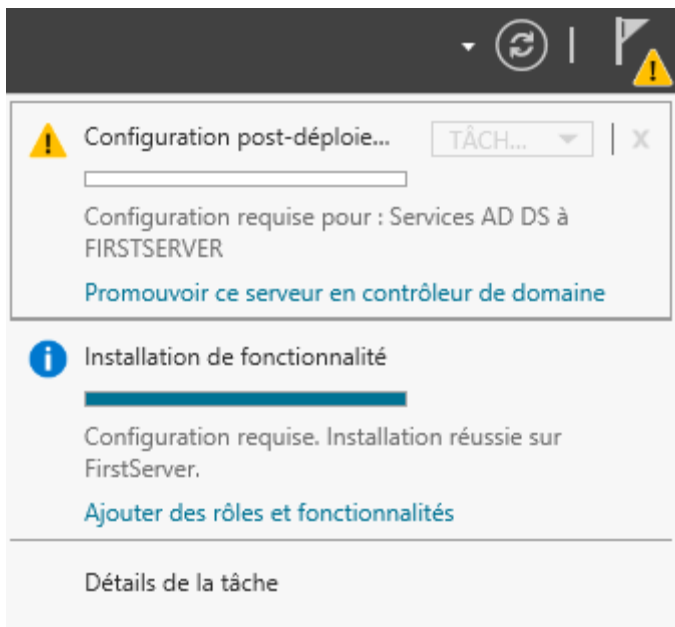 Configuration post-déploie...
TÂCH...
X
Configuration requise pour : Services AD DS à
FIRSTSERVER
Promouvoir ce serveur en contrôleur de domaine
Installation de fonctionnalité
Configuration requise. Installation réussie sur
FirstServer.
Ajouter des rôles et fonctionnalités
Détails de la tâche